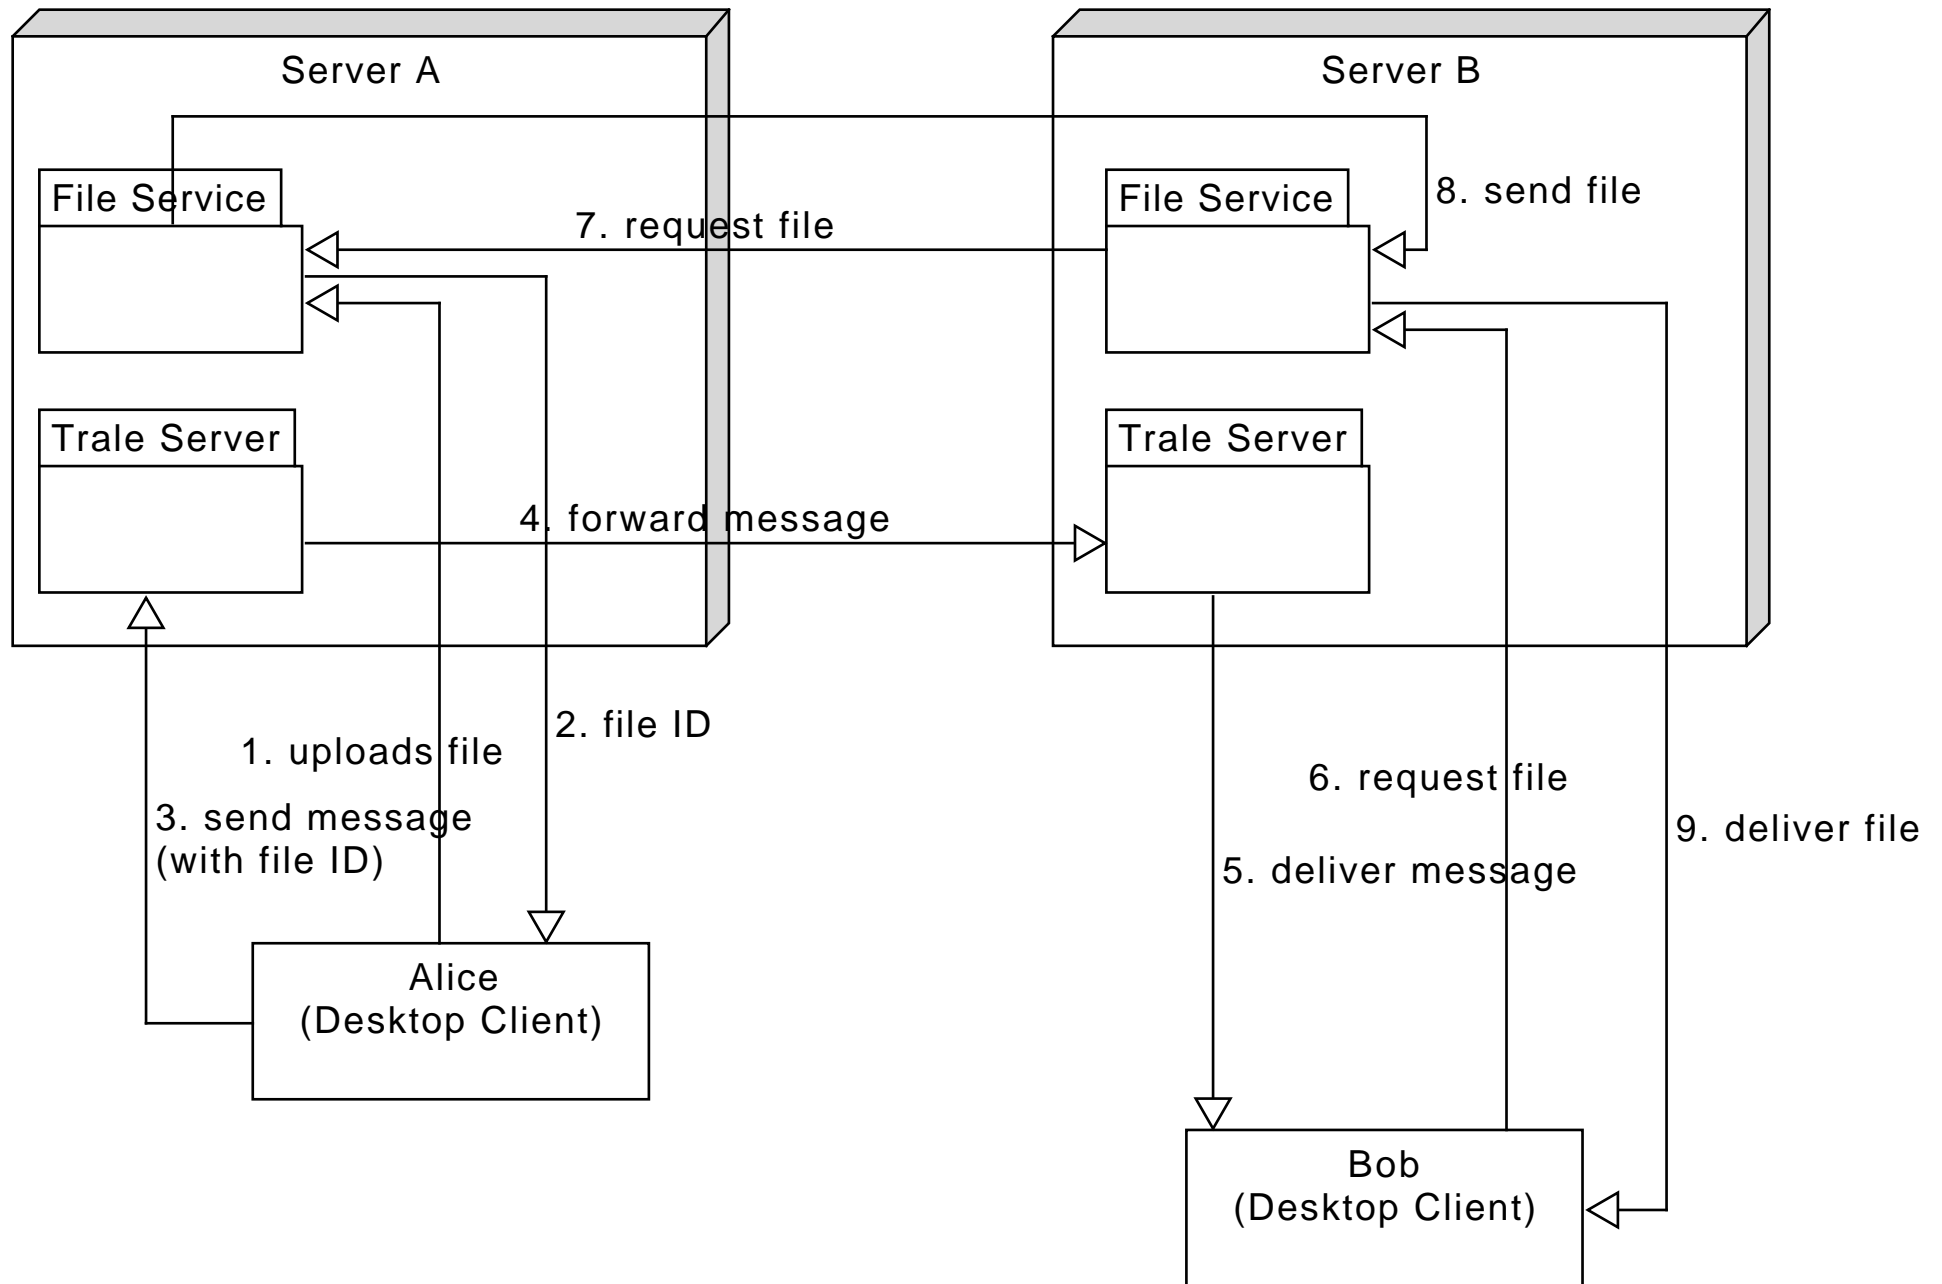 Server A
Server B
File Service
File Service
8. send file
7. request file
Trale Server
Trale Server
4. forward message
2. file ID
1. uploads file
6. request file
3. send message
(with file ID)
9. deliver file
5. deliver message
Alice
(Desktop Client)
Bob
(Desktop Client)